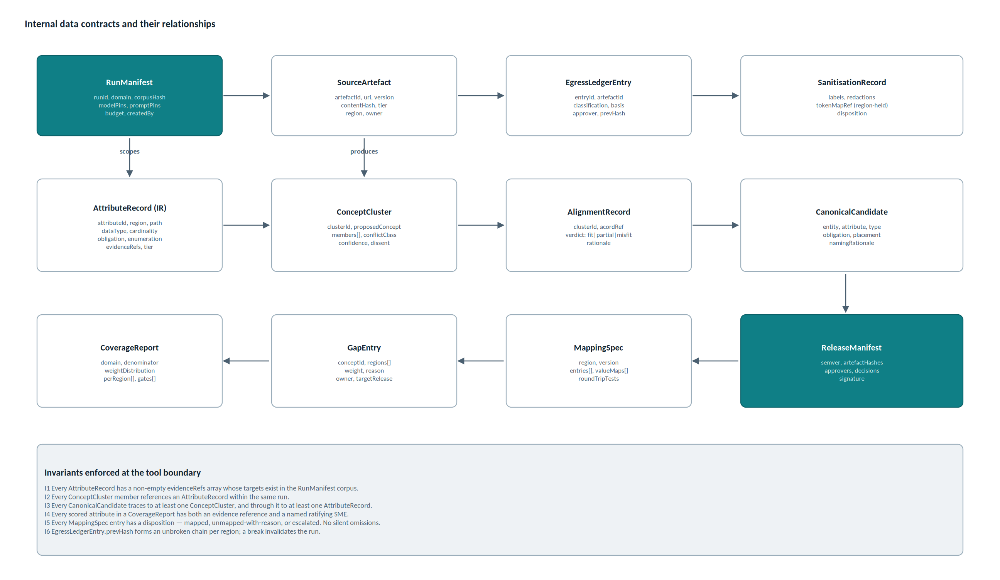 Internal data contracts and their relationships
RunManifest
runId, domain, corpusHash
modelPins, promptPins
budget, createdBy
SourceArtefact
artefactId, uri, version
contentHash, tier
region, owner
EgressLedgerEntry
entryId, artefactId
classification, basis
approver, prevHash
SanitisationRecord
labels, redactions
tokenMapRef (region-held)
disposition
scopes
produces
AttributeRecord (IR)
attributeId, region, path
dataType, cardinality
obligation, enumeration
evidenceRefs, tier
ConceptCluster
clusterId, proposedConcept
members[], conflictClass
confidence, dissent
AlignmentRecord
clusterId, acordRef
verdict: fit|partial|misfit
rationale
CanonicalCandidate
entity, attribute, type
obligation, placement
namingRationale
CoverageReport
domain, denominator
weightDistribution
perRegion[], gates[]
GapEntry
conceptId, regions[]
weight, reason
owner, targetRelease
MappingSpec
region, version
entries[], valueMaps[]
roundTripTests
ReleaseManifest
semver, artefactHashes
approvers, decisions
signature
Invariants enforced at the tool boundary
I1 Every AttributeRecord has a non-empty evidenceRefs array whose targets exist in the RunManifest corpus.
I2 Every ConceptCluster member references an AttributeRecord within the same run.
I3 Every CanonicalCandidate traces to at least one ConceptCluster, and through it to at least one AttributeRecord.
I4 Every scored attribute in a CoverageReport has both an evidence reference and a named ratifying SME.
I5 Every MappingSpec entry has a disposition — mapped, unmapped-with-reason, or escalated. No silent omissions.
I6 EgressLedgerEntry.prevHash forms an unbroken chain per region; a break invalidates the run.